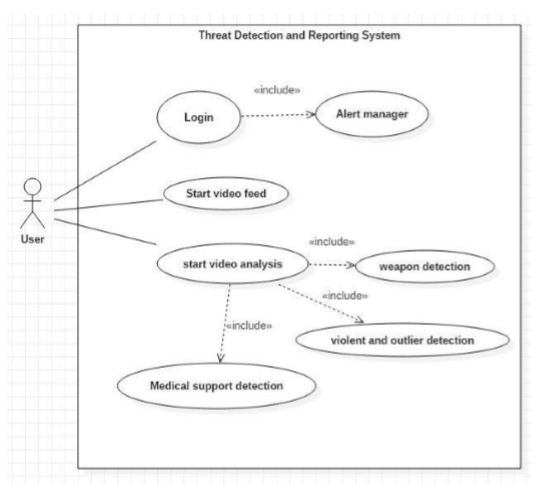 Threat Detection and Reporting System
«include»
Login
Alert manager
Start video feed
User
«include»
start video analysis
weapon detection
«include»
«include»
violent and outlier detection
Medical support detection